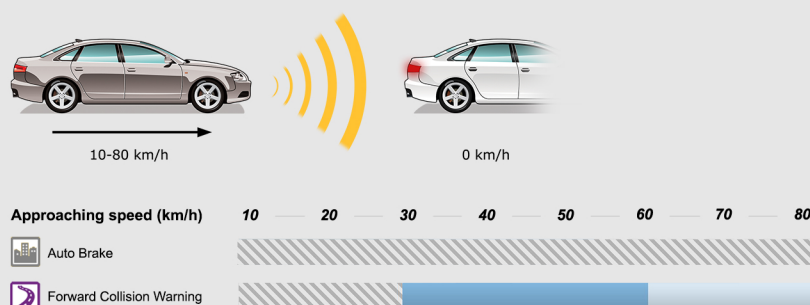 10-80 km/h
0 km/h
Approaching speed (km/h) 10 20 30 40 50 60 70 80
Auto Brake
Forward Collision Warning